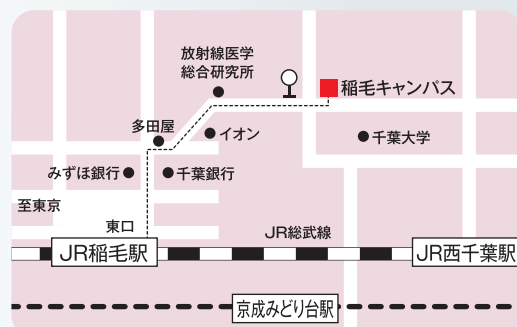 放射線医学
総合研究所
稲毛キャンパス
多田屋
イオン
千葉大学
みずほ銀行
千葉銀行
至東京
東口
JR総武線
JR稲毛駅
JR西千葉駅
京成みどり台駅